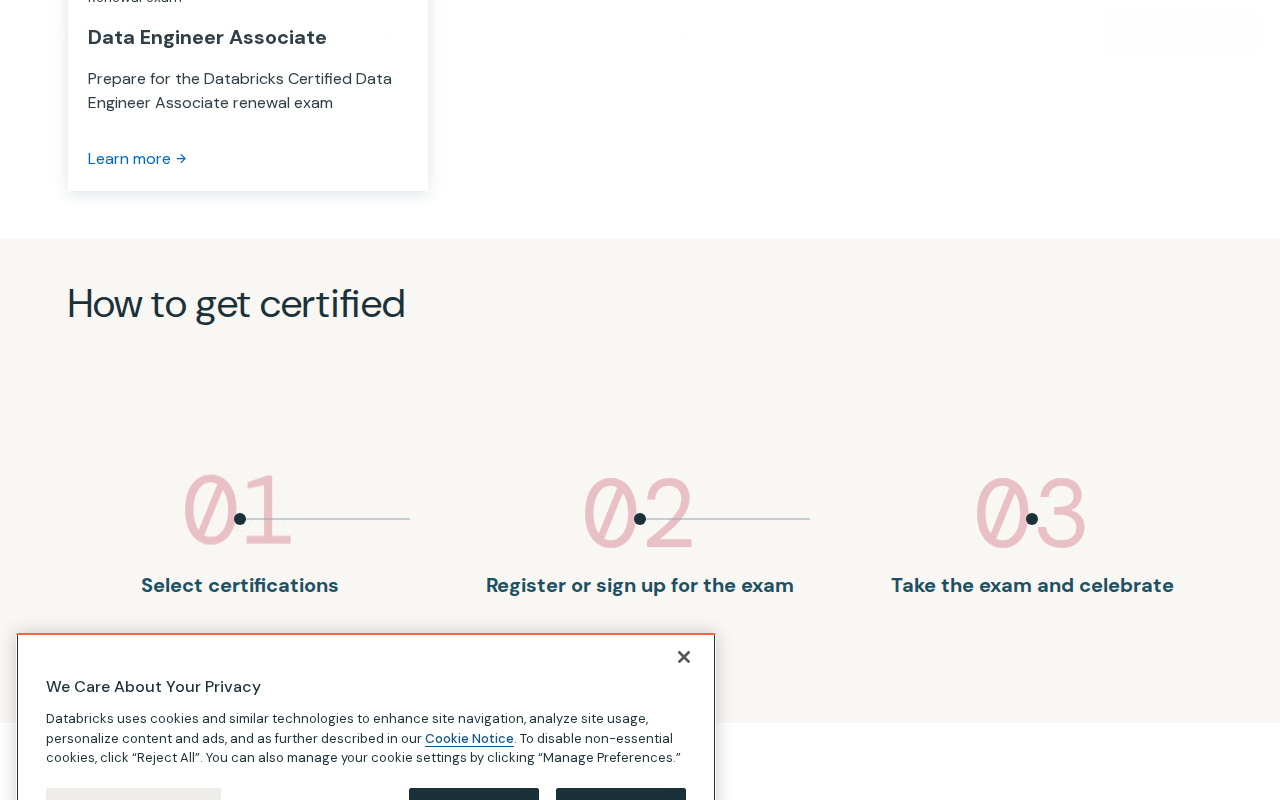 Renewal exam
Data Engineer Associate
Prepare for the Databricks Certified Data
Engineer Associate renewal exam
Learn more →
How to get certified
01
02
03
Select certifications
Register or sign up for the exam
Take the exam and celebrate
We Care About Your Privacy
Databricks uses cookies and similar technologies to enhance site navigation, analyze site usage,
personalize content and ads, and as further described in our Cookie Notice. To disable non-essential
cookies, click “Reject All”. You can also manage your cookie settings by clicking “Manage Preferences.”